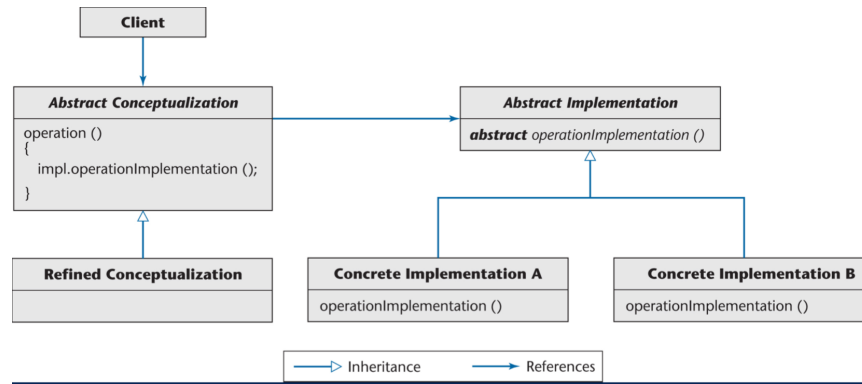 Client
Abstract Conceptualization
operation ()
{
impl.operationImplementation ();
}
Abstract Implementation
abstract operationImplementation ()
Refined Conceptualization
Concrete Implementation A
operationImplementation ()
Concrete Implementation B
operationImplementation ()
Inheritance
References